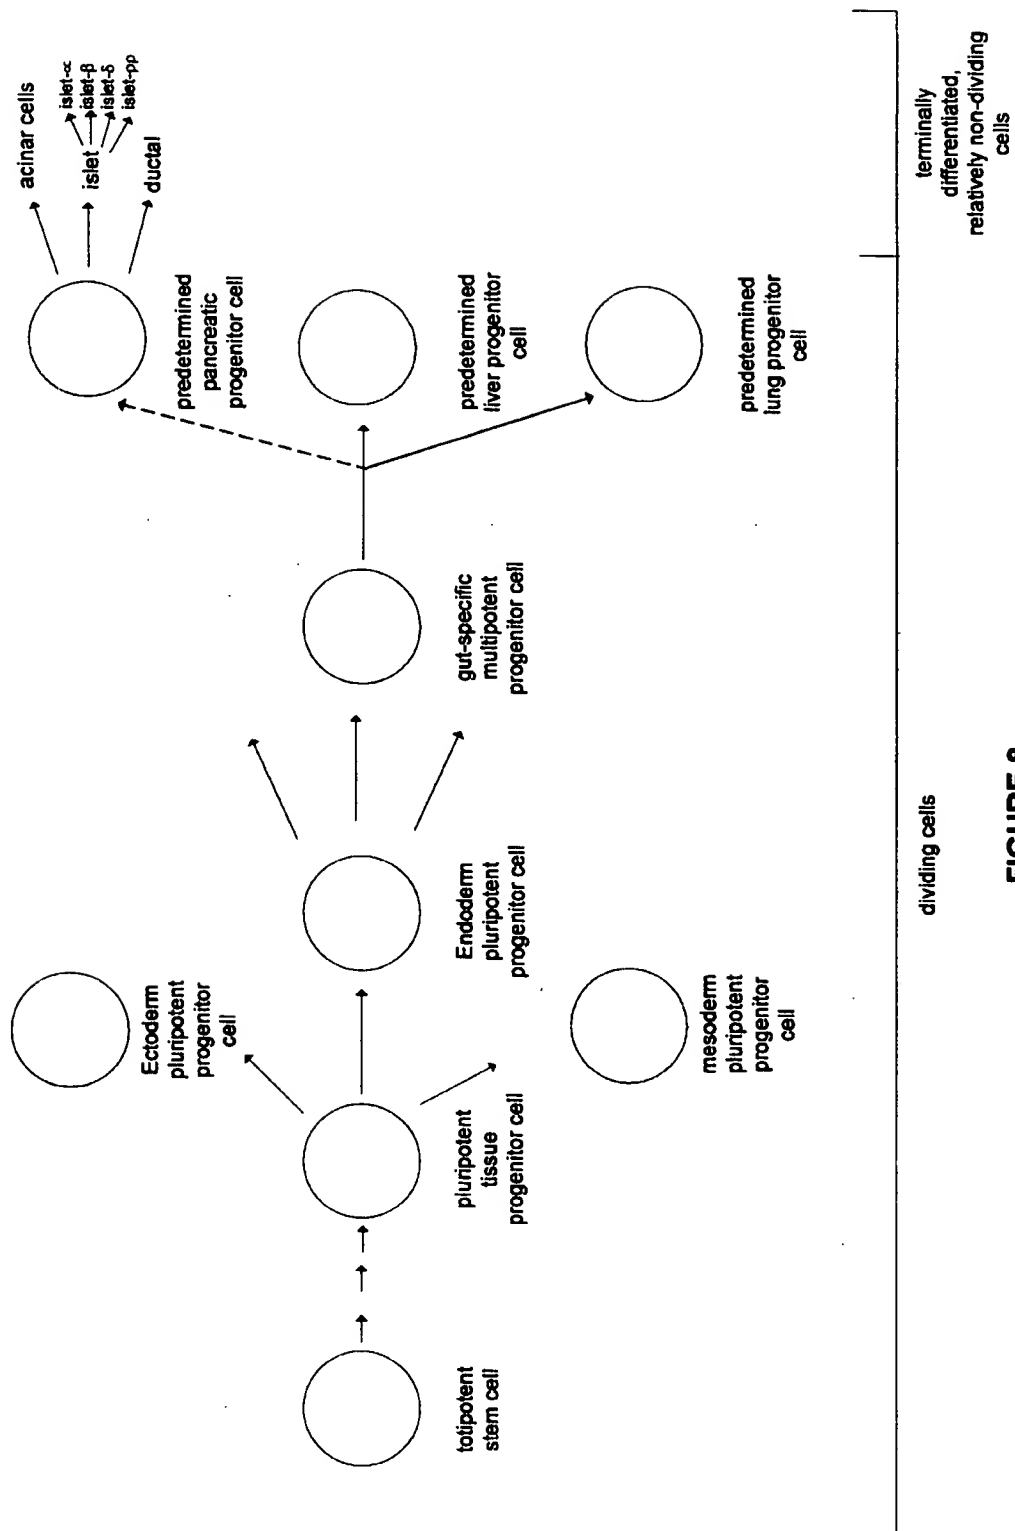 totipotent
stem cell
pluripotent
tissue
progenitor cell
Ectoderm
pluripotent
progenitor
cell
Endoderm
pluripotent
progenitor cell
mesoderm
pluripotent
progenitor
cell
gut-specific
multipotent
progenitor cell
predetermined
pancreatic
progenitor cell
predetermined
liver progenitor
cell
predetermined
lung progenitor
cell
acinar cells
islet
islet-α
islet-β
islet-δ
islet-pp
ductal
dividing cells
terminally
differentiated,
relatively non-dividing
cells
FIGURE